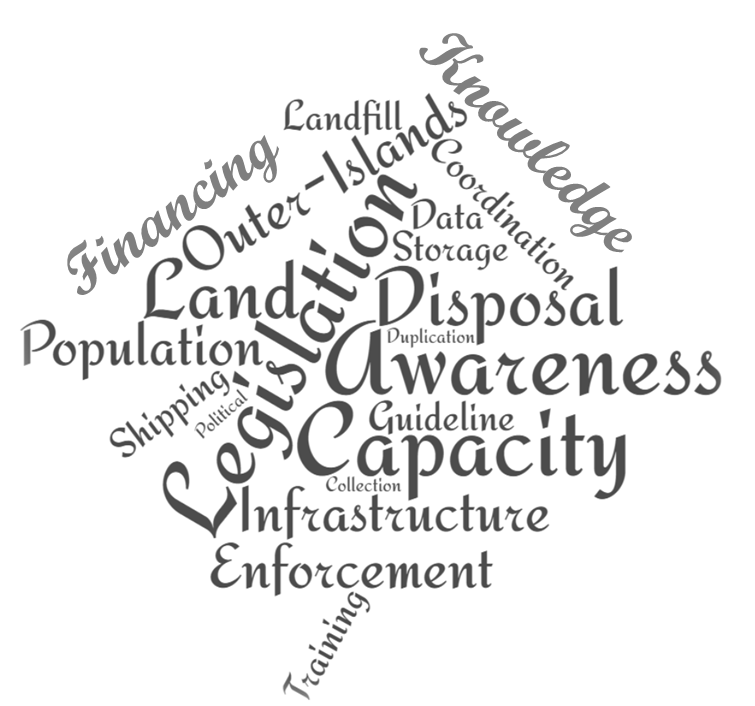 Knowledge
Landfill
Financing
Outer-Islands
Coordination
Data
Storage
Land
Legislation
Disposal
Population
Duplication
Awareness
Shipping
Political
Guideline
Capacity
Collection
Infrastructure
Enforcement
Training